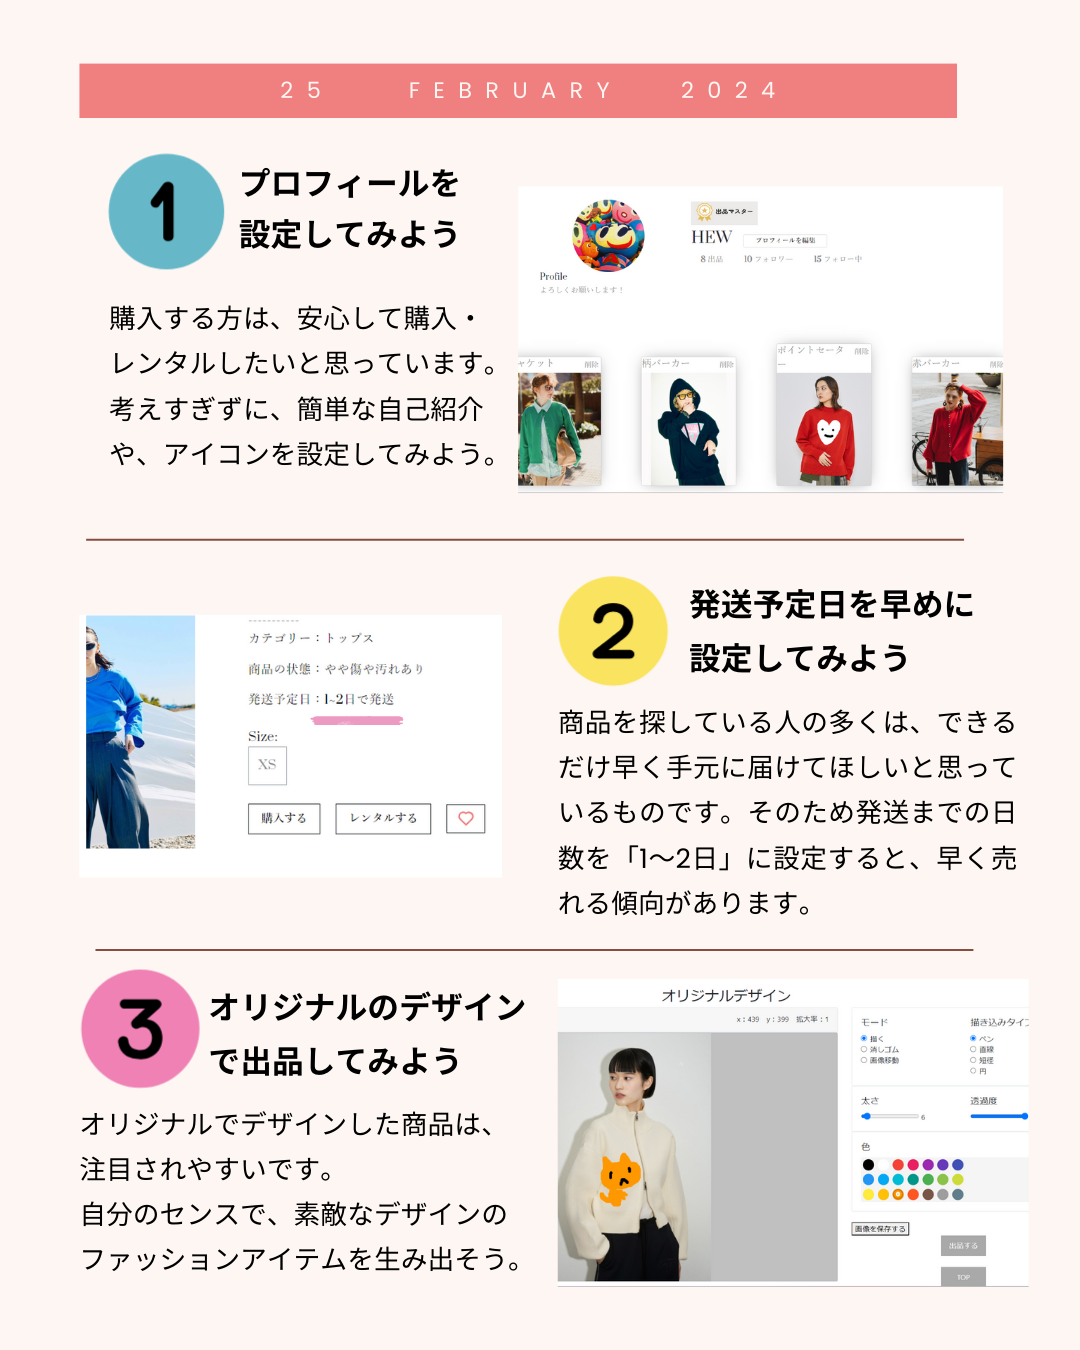 25 FEBRUARY 2024
1
プロフィールを
設定してみよう
購入する方は、安心して購入・
レンタルしたいと思っています。
考えすぎずに、簡単な自己紹介
や、アイコンを設定してみよう。
出品マスター
HEW
プロフィールを編集
8 出品 10 フォロワー 15 フォロー中
Profile
よろしくお願いします！
ャケット 削除
柄パーカー 削除
ポイントセータ
ー 削除
赤パーカー 削除
2
発送予定日を早めに
設定してみよう
商品を探している人の多くは、できる
だけ早く手元に届けてほしいと思って
いるものです。そのため発送までの日
数を「1〜2日」に設定すると、早く売
れる傾向があります。
-----------
カテゴリー：トップス
商品の状態：やや傷や汚れあり
発送予定日：1~2日で発送
Size:
XS
購入する
レンタルする
3
オリジナルのデザイン
で出品してみよう
オリジナルでデザインした商品は、
注目されやすいです。
自分のセンスで、素敵なデザインの
ファッションアイテムを生み出そう。
オリジナルデザイン
x：439 y：399 拡大率：1
モード
描く
消しゴム
画像移動
描き込みタイプ
ペン
直線
短径
円
太さ
6
透過度
色
画像を保存する
出品する
TOP